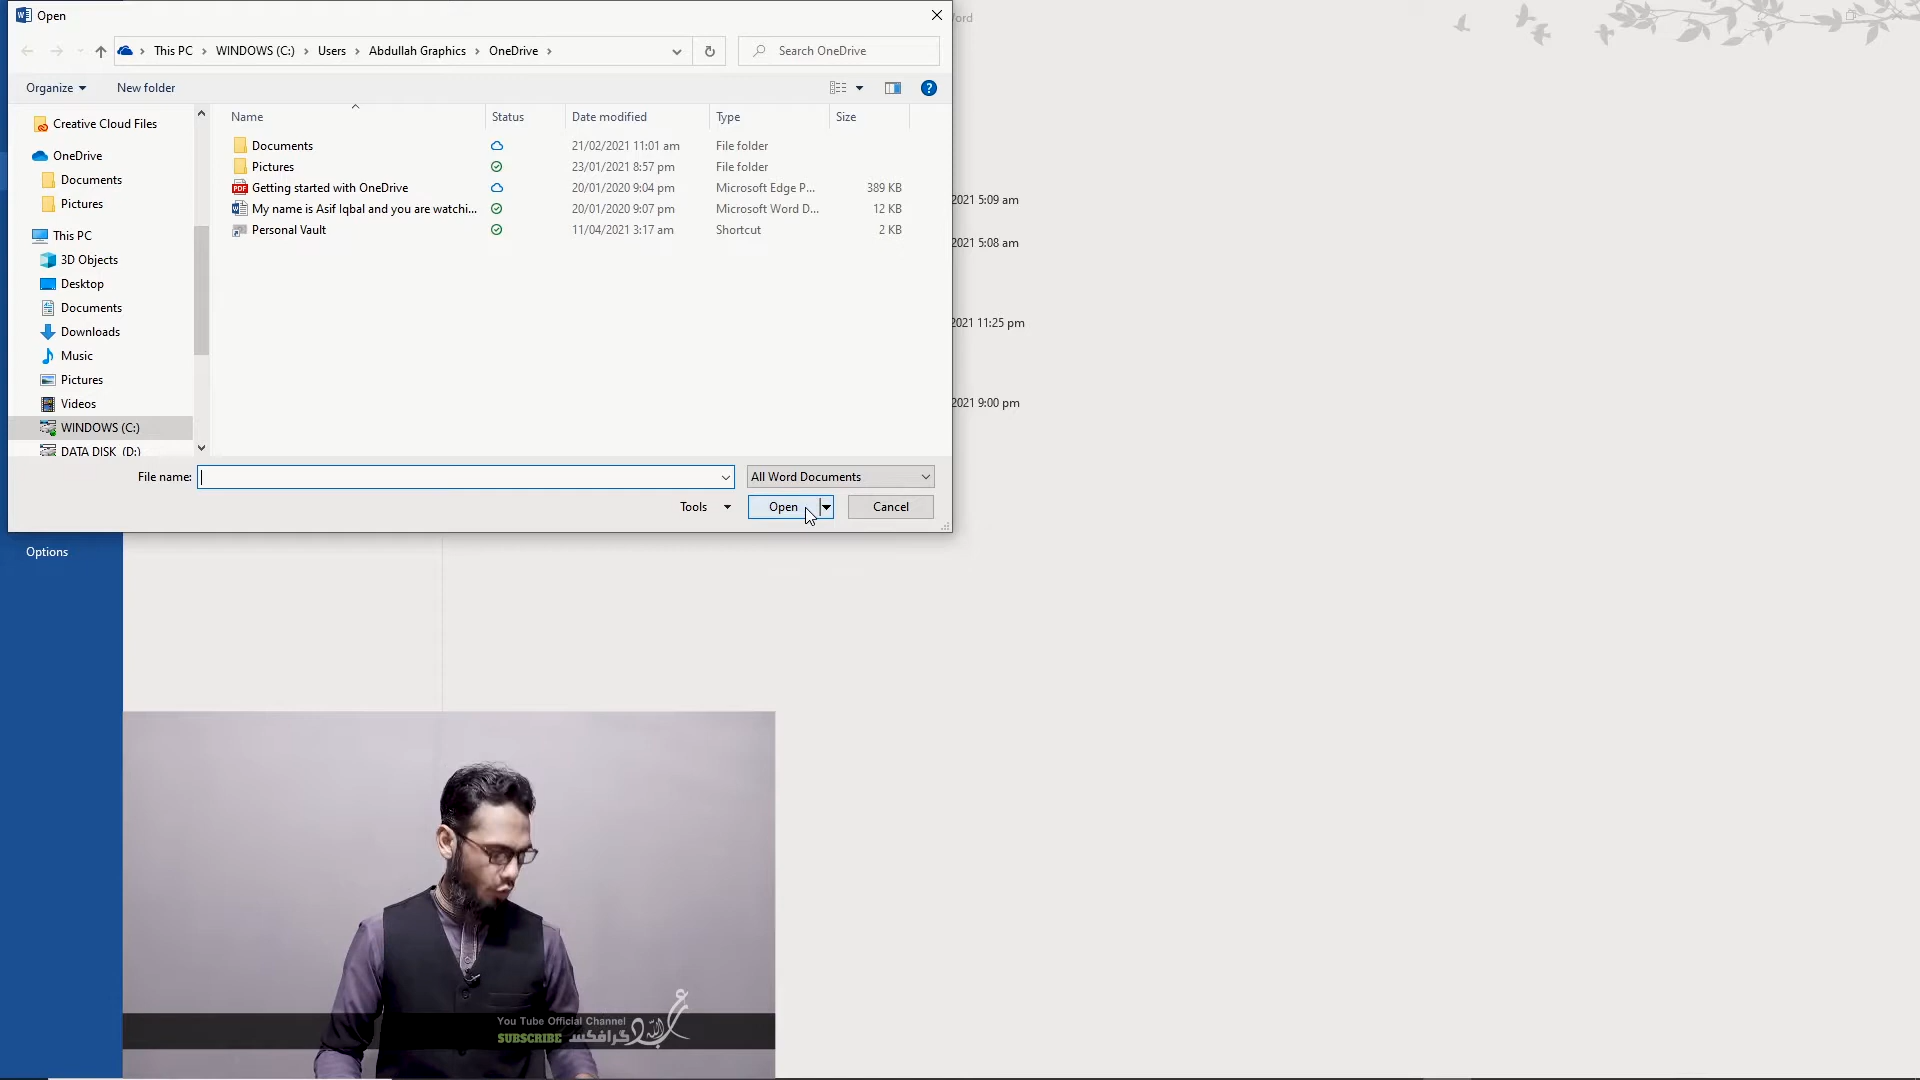 Open
Word
This PC
WINDOWS (C:)
Users
Abdullah Graphics
OneDrive
Search OneDrive
Organize
New folder
Name
Status
Date modified
Type
Size
Creative Cloud Files
OneDrive
Documents
Pictures
This PC
3D Objects
Desktop
Documents
Downloads
Music
Pictures
Videos
WINDOWS (C:)
DATA DISK (D:)
Documents 21/02/2021 11:01 am File folder
Pictures 23/01/2021 8:57 pm File folder
PDF Getting started with OneDrive 20/01/2020 9:04 pm Microsoft Edge P... 389 KB
My name is Asif Iqbal and you are watchi... 20/01/2020 9:07 pm Microsoft Word D... 12 KB
Personal Vault 11/04/2021 3:17 am Shortcut 2 KB
2021 5:09 am
2021 5:08 am
2021 11:25 pm
2021 9:00 pm
File name:
All Word Documents
Tools
Open
Cancel
Options
You Tube Official Channel
SUBSCRIBE
گرافکس